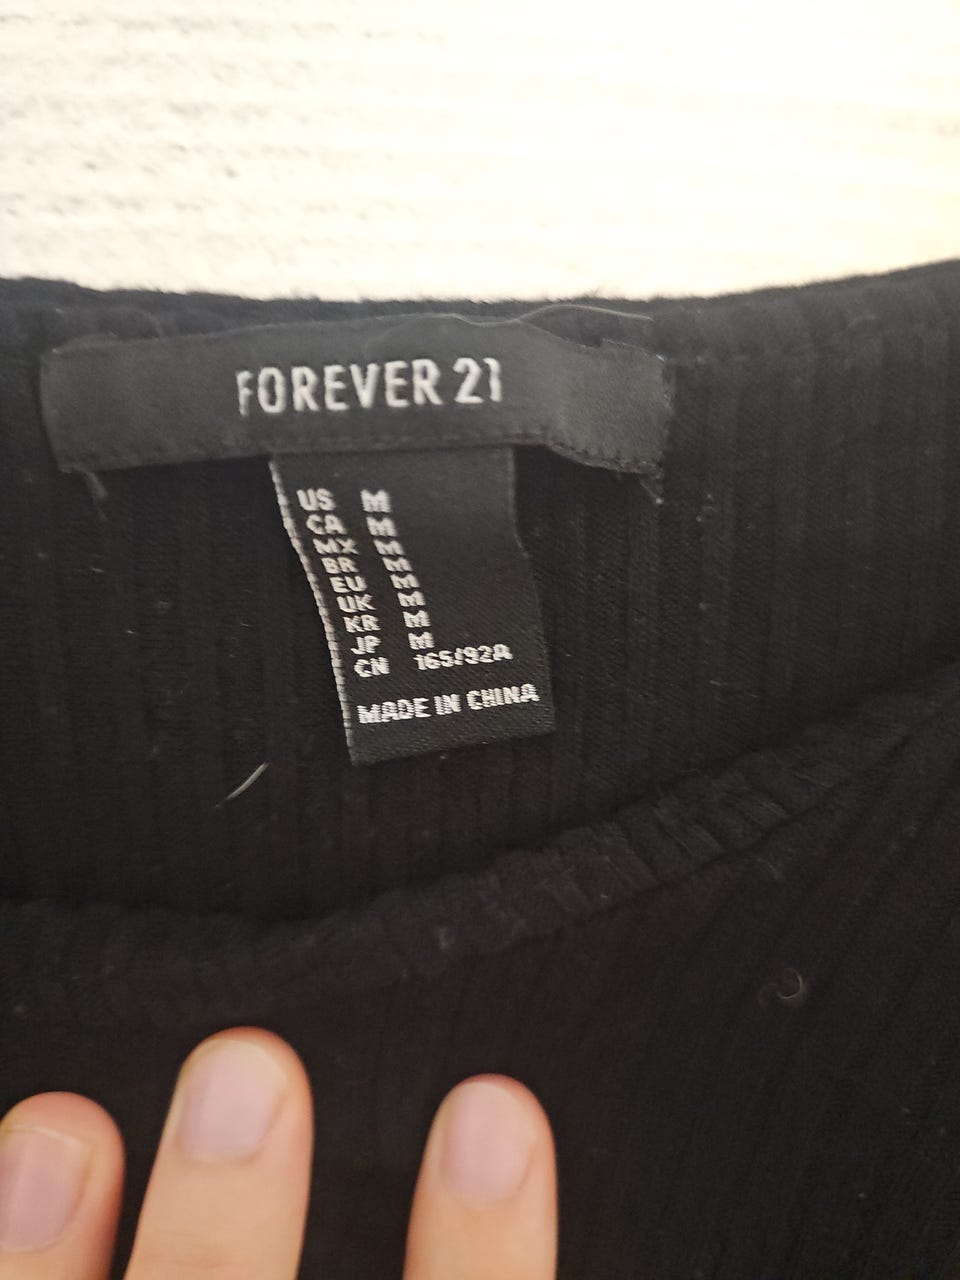 FOREVER 21
US M
CA M
MX M
BR M
EU M
UK M
KR M
JP M
CN 165/92A
MADE IN CHINA